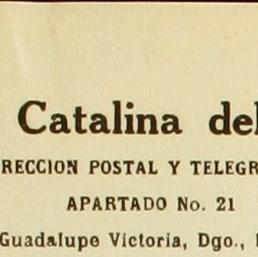 Catalina del
RECCION POSTAL Y TELEGR
APARTADO No. 21
Guadalupe Victoria, Dgo.,